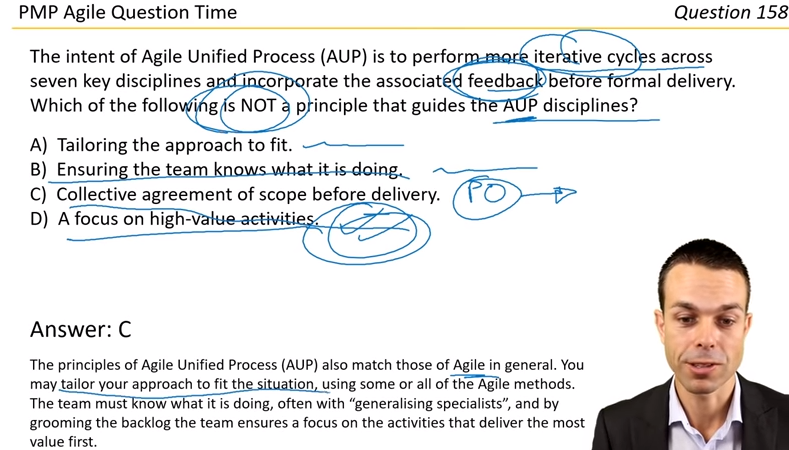 PMP Agile Question Time
Question 158
The intent of Agile Unified Process (AUP) is to perform more iterative cycles across
seven key disciplines and incorporate the associated feedback before formal delivery.
Which of the following is NOT a principle that guides the AUP disciplines?
A) Tailoring the approach to fit.
B) Ensuring the team knows what it is doing.
C) Collective agreement of scope before delivery.
PO
D) A focus on high-value activities.
Answer: C
The principles of Agile Unified Process (AUP) also match those of Agile in general. You
may tailor your approach to fit the situation, using some or all of the Agile methods.
The team must know what it is doing, often with “generalising specialists”, and by
grooming the backlog the team ensures a focus on the activities that deliver the most
value first.